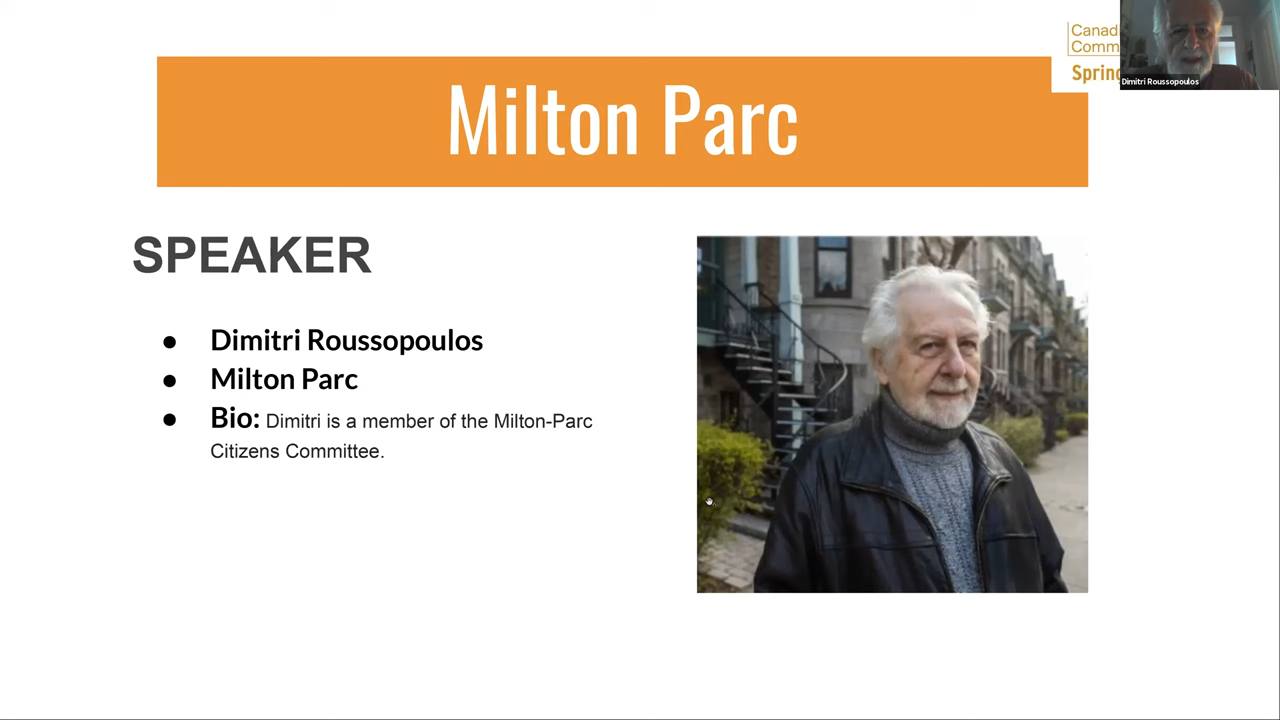 Milton Parc
Canad
Comm
Spring
Dimitri Roussopoulos
SPEAKER
● Dimitri Roussopoulos
● Milton Parc
● Bio: Dimitri is a member of the Milton-Parc
Citizens Committee.